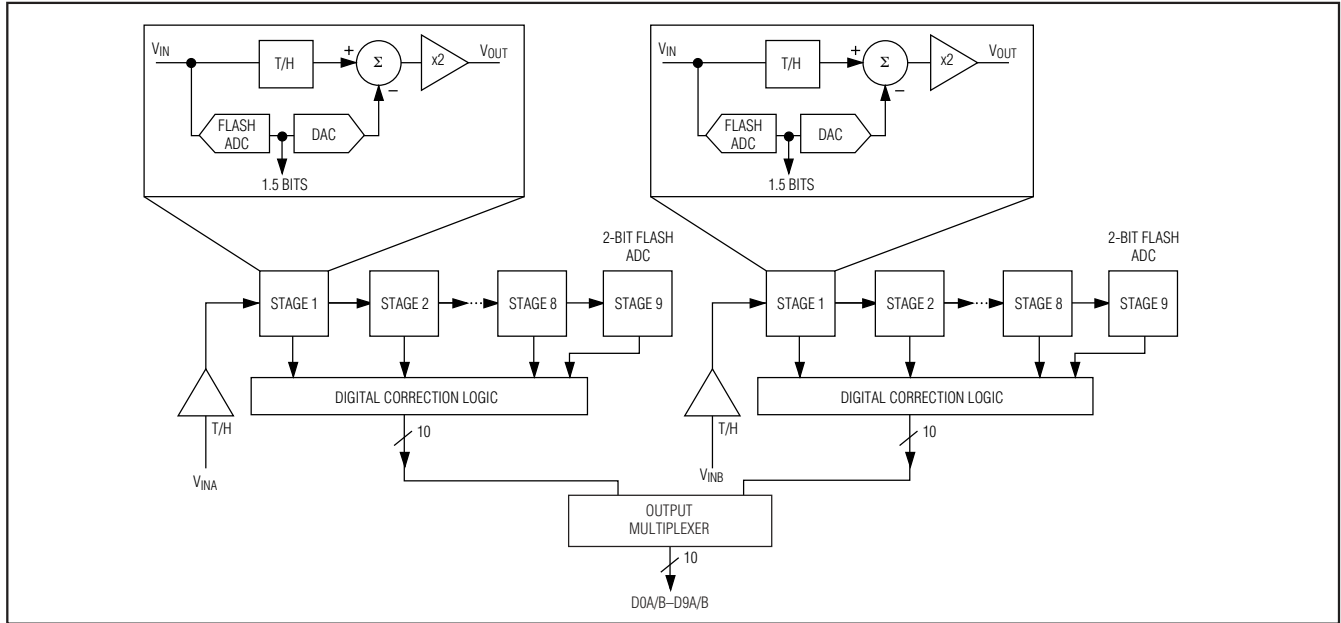 VIN
T/H
+
Σ
−
x2
VOUT
FLASH
ADC
DAC
1.5 BITS
VIN
T/H
+
Σ
−
x2
VOUT
FLASH
ADC
DAC
1.5 BITS
2-BIT FLASH
ADC
STAGE 1
STAGE 2
...
STAGE 8
STAGE 9
2-BIT FLASH
ADC
STAGE 1
STAGE 2
...
STAGE 8
STAGE 9
DIGITAL CORRECTION LOGIC
DIGITAL CORRECTION LOGIC
T/H
10
T/H
10
VINA
VINB
OUTPUT
MULTIPLEXER
10
D0A/B–D9A/B